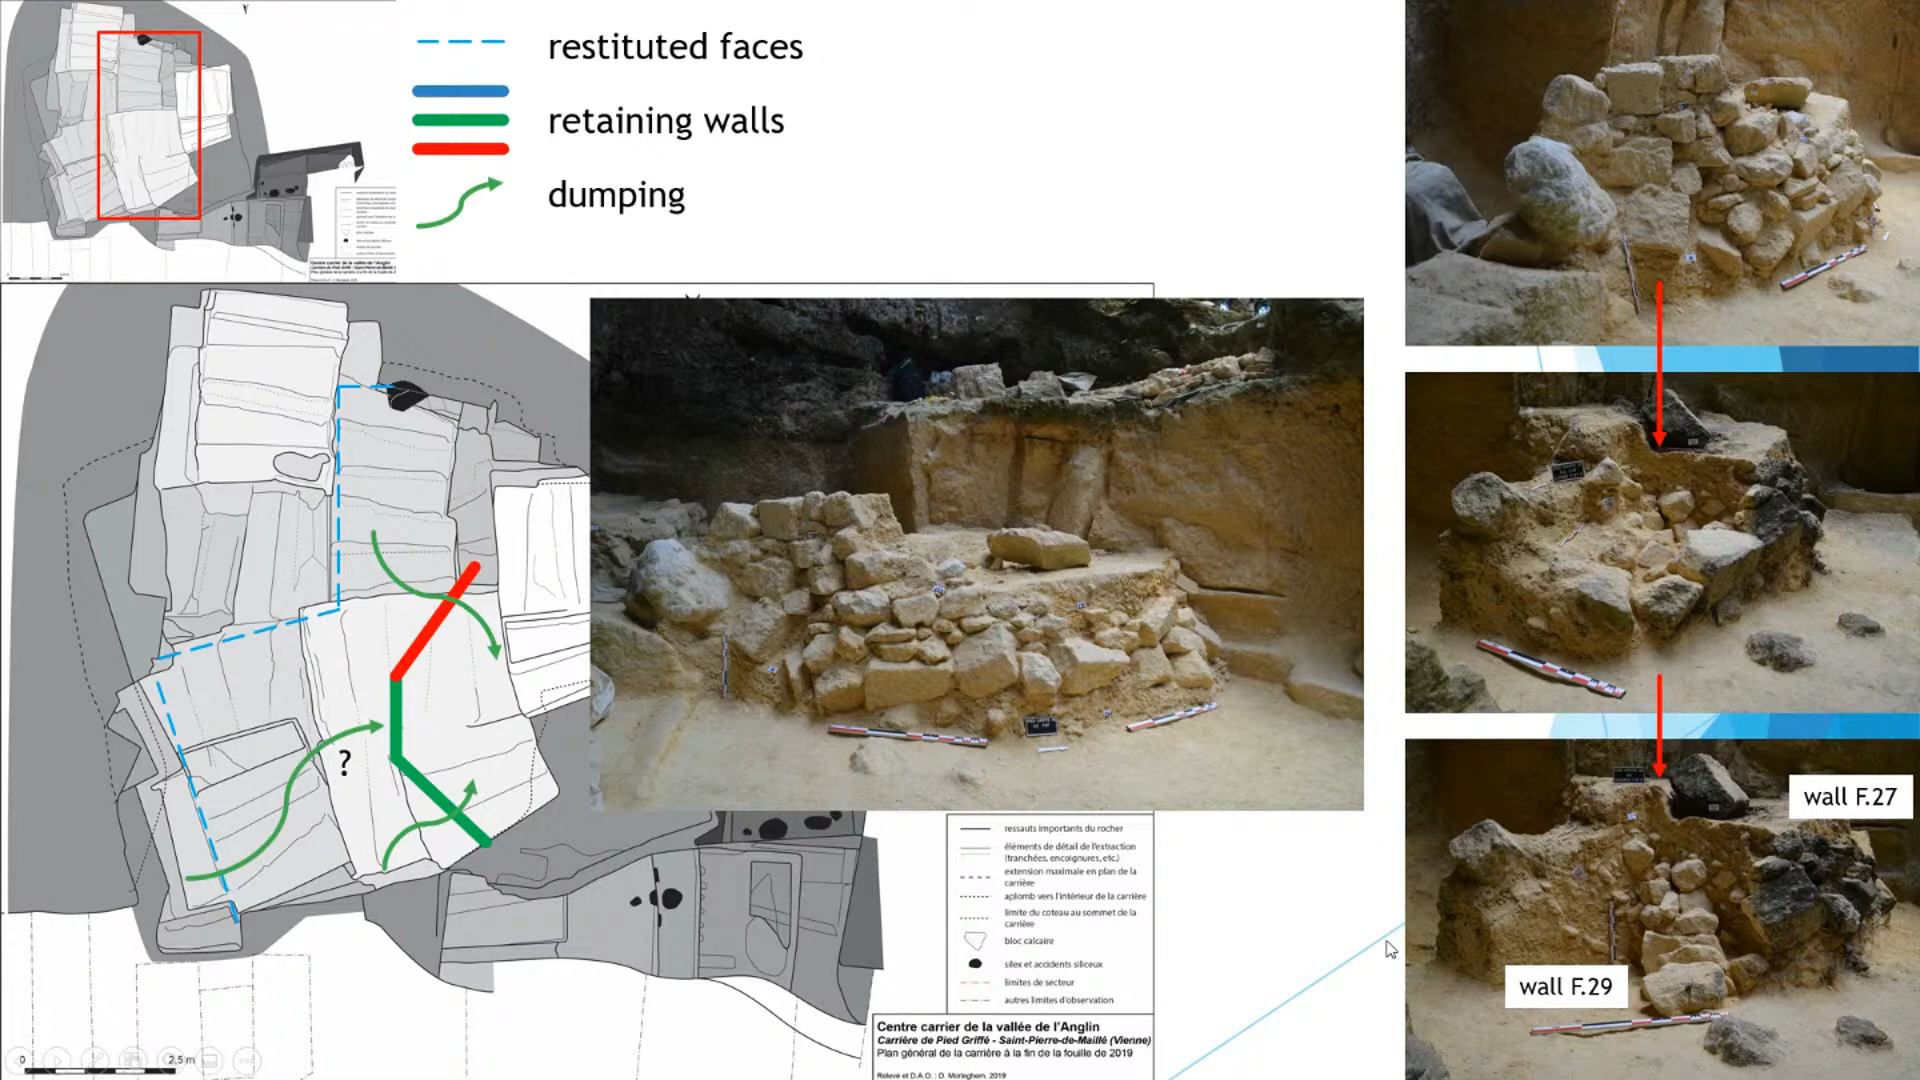 restituted faces
retaining walls
dumping
?
wall F.27
wall F.29
ressauts importants du rocher
éléments de détail de l'extraction
(tranchées, encoignures, etc.)
extension maximale en plan de la
carrière
aplomb vers l'intérieur de la carrière
limite du coteau au sommet de la
carrière
bloc calcaire
silex et accidents siliceux
limites de secteur
autres limites d'observation
Centre carrier de la vallée de l'Anglin
Carrière de Pied Griffé - Saint-Pierre-de-Maillé (Vienne)
Plan général de la carrière à la fin de la fouille de 2019
Relevé et D.A.O. : D. Morleghem, 2019
0
2.5 m